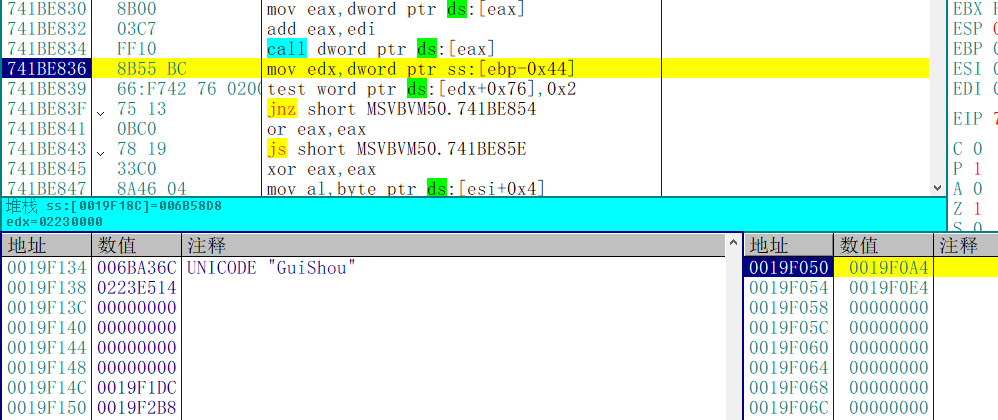 741BE830 8B00 mov eax,dword ptr ds:[eax]
741BE832 03C7 add eax,edi
741BE834 FF10 call dword ptr ds:[eax]
741BE836 8B55 BC mov edx,dword ptr ss:[ebp-0x44]
741BE839 66:F742 76 0200 test word ptr ds:[edx+0x76],0x2
741BE83F 75 13 jnz short MSVBVM50.741BE854
741BE841 0BC0 or eax,eax
741BE843 78 19 js short MSVBVM50.741BE85E
741BE845 33C0 xor eax,eax
741BE847 8A46 04 mov al,byte ptr ds:[esi+0x4]
EBX
ESP 0
EBP 0
ESI 0
EDI 0
EIP 7
C 0
P 1
A 0
Z 1
S 0
堆栈 ss:[0019F18C]=006B58D8
edx=02230000
地址 数值 注释
0019F134 006BA36C UNICODE "GuiShou"
0019F138 0223E514
0019F13C 00000000
0019F140 00000000
0019F144 00000000
0019F148 00000000
0019F14C 0019F1DC
0019F150 0019F2B8
地址 数值 注释
0019F050 0019F0A4
0019F054 0019F0E4
0019F058 00000000
0019F05C 00000000
0019F060 00000000
0019F064 00000000
0019F068 00000000
0019F06C 00000000